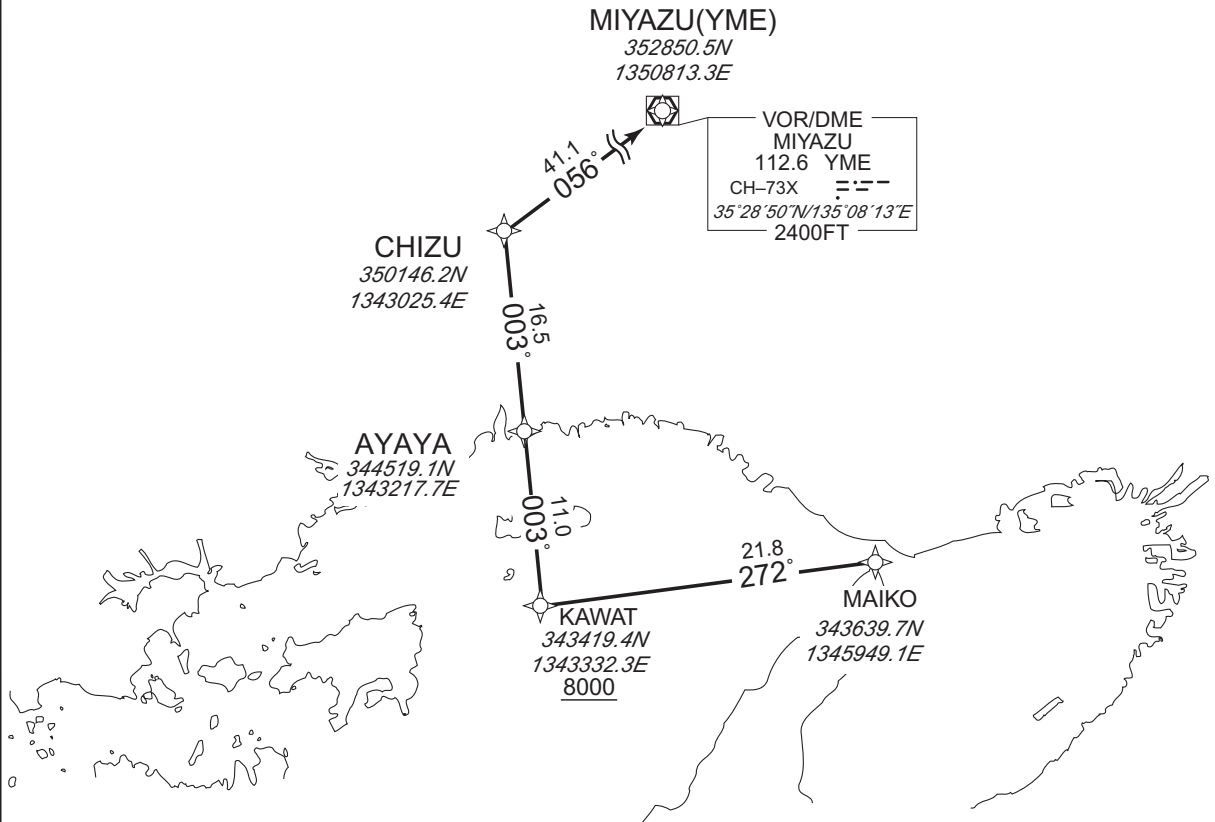 MIYAZU(YME)
352850.5N
1350813.3E
VOR/DME
MIYAZU
112.6 YME
CH–73X
35°28´50˝N/135°08´13˝E
2400FT
41.1
056°
CHIZU
350146.2N
1343025.4E
16.5
003°
AYAYA
344519.1N
1343217.7E
11.0
003°
21.8
272°
KAWAT
343419.4N
1343332.3E
8000
MAIKO
343639.7N
1345949.1E